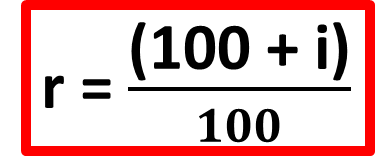 r = (100 + i)
100